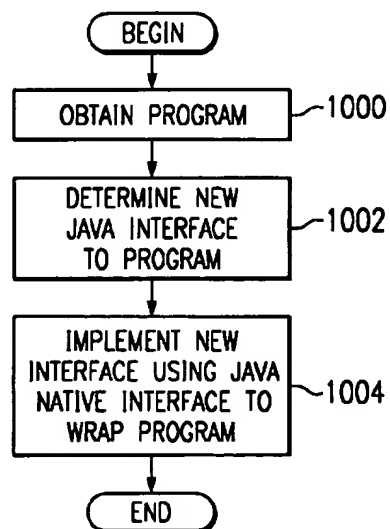 BEGIN
OBTAIN PROGRAM
1000
DETERMINE NEW
JAVA INTERFACE
TO PROGRAM
1002
IMPLEMENT NEW
INTERFACE USING JAVA
NATIVE INTERFACE TO
WRAP PROGRAM
1004
END